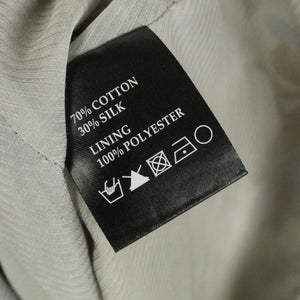 70% COTTON
30% SILK
LINING
100% POLYESTER